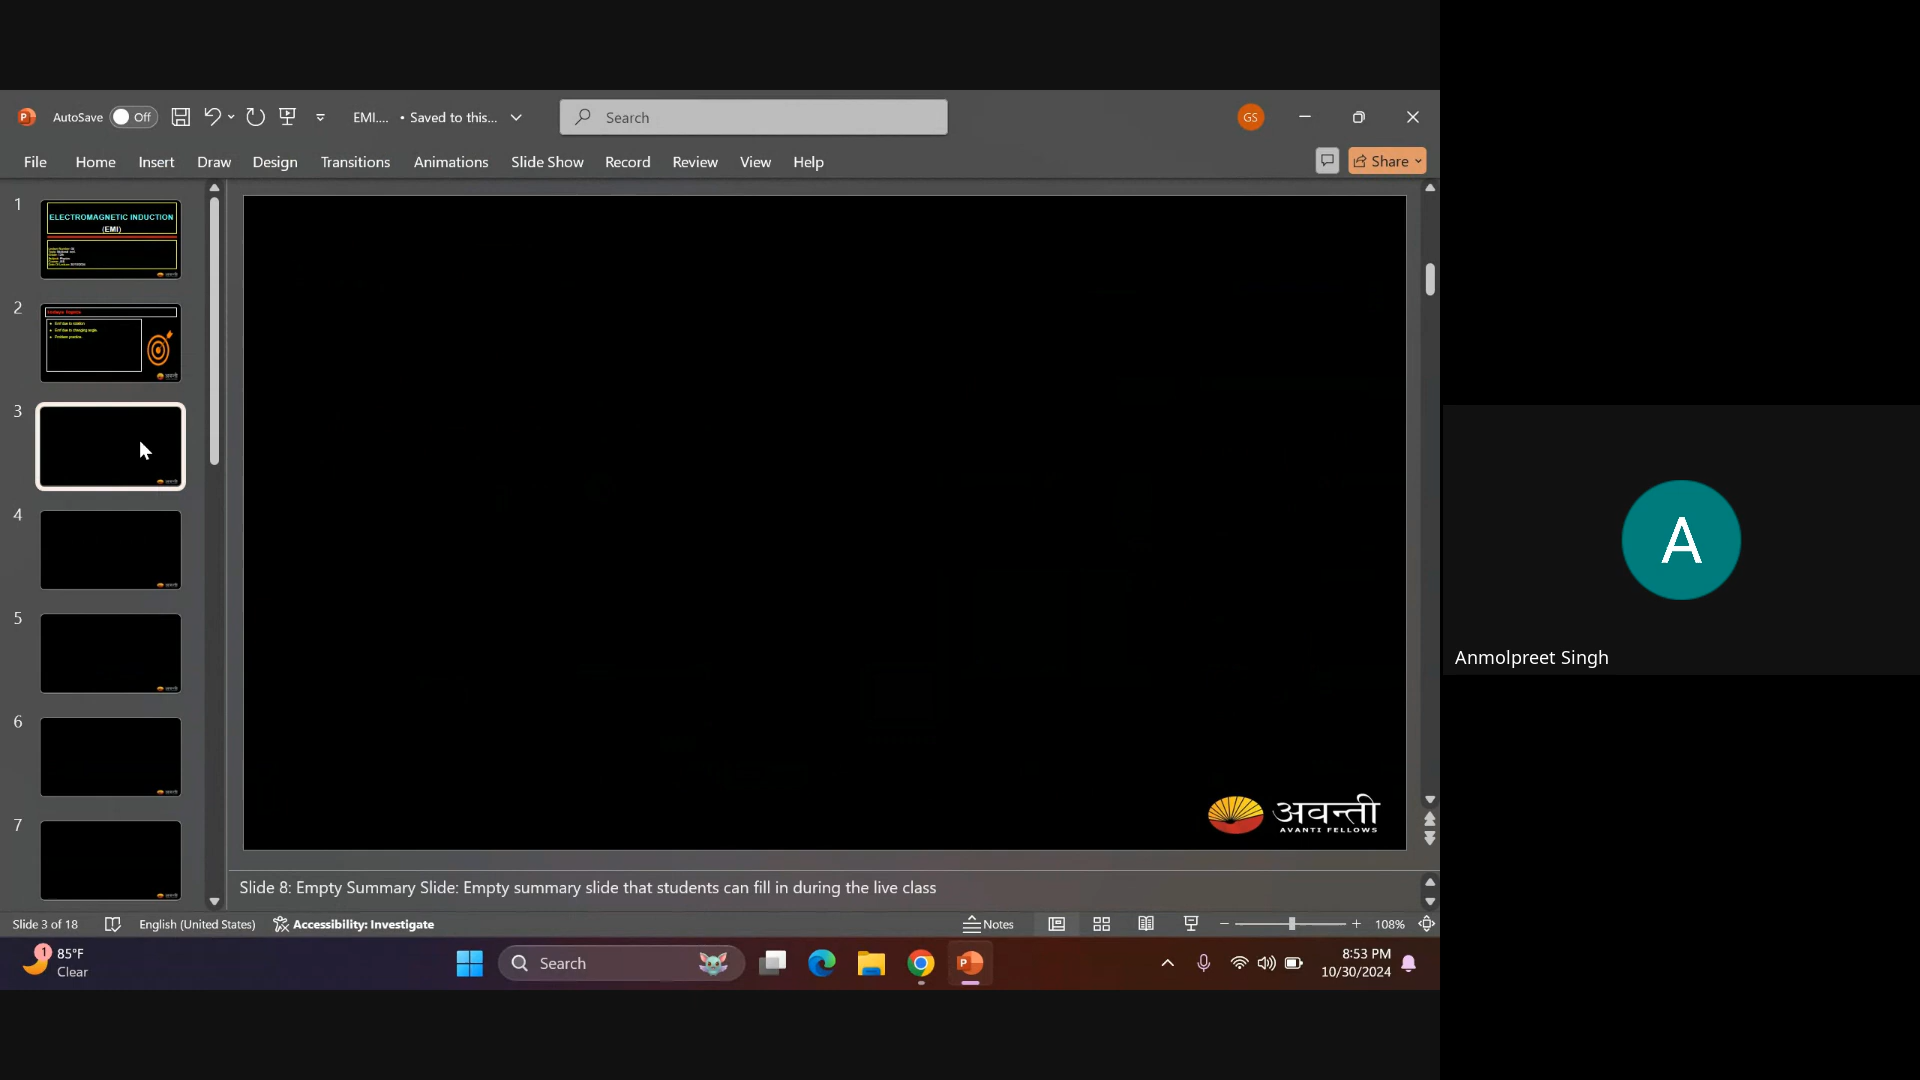 AutoSave Off EMI.... • Saved to this... Search GS
File Home Insert Draw Design Transitions Animations Slide Show Record Review View Help Share
1
ELECTROMAGNETIC INDUCTION
(EMI)
2
3
4
5
6
7
अवन्ती
AVANTI FELLOWS
Slide 8: Empty Summary Slide: Empty summary slide that students can fill in during the live class
Slide 3 of 18 English (United States) Accessibility: Investigate Notes 108%
1 85°F
Clear
Search
8:53 PM
10/30/2024
A
Anmolpreet Singh